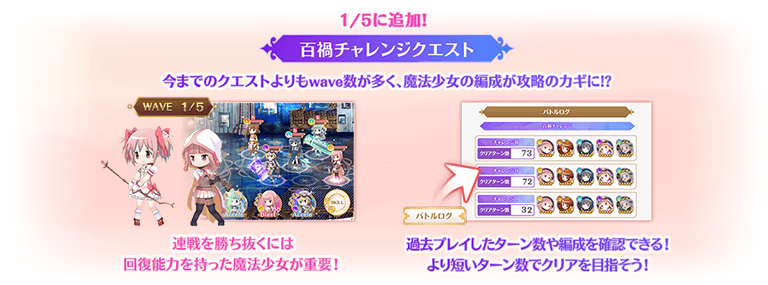 1/5に追加!
百禍チャレンジクエスト
今までのクエストよりもwave数が多く、魔法少女の編成が攻略のカギに!?
WAVE 1/5
Accele
Blast
Accele
SKILL
バトルログ
百禍チャレンジ
チャレンジ
クリアターン数 73
チャレンジ
クリアターン数 72
チャレンジ
クリアターン数 32
バトルログ
連戦を勝ち抜くには
回復能力を持った魔法少女が重要!
過去プレイしたターン数や編成を確認できる!
より短いターン数でクリアを目指そう!